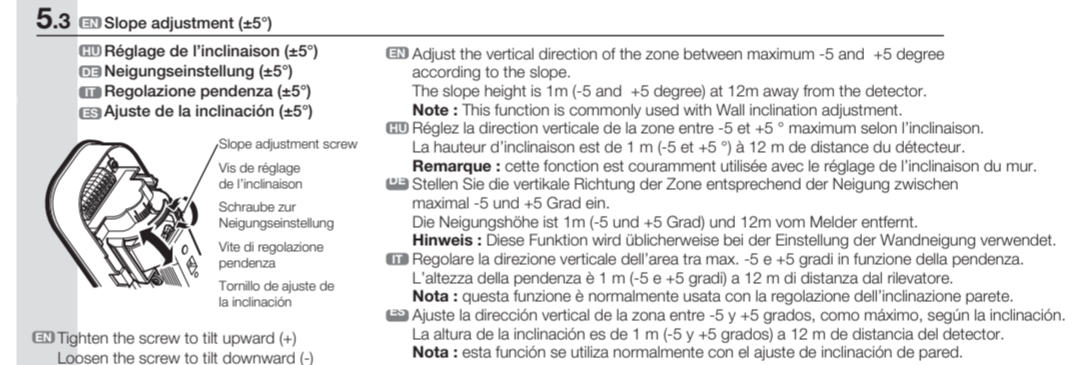 5.3 EN Slope adjustment (±5°)
HU Réglage de l'inclinaison (±5°)
DE Neigungseinstellung (±5°)
IT Regolazione pendenza (±5°)
ES Ajuste de la inclinación (±5°)
Slope adjustment screw
Vis de réglage
de l'inclinaison
Schraube zur
Neigungseinstellung
Vite di regolazione
pendenza
Tornillo de ajuste de
la inclinación
EN Tighten the screw to tilt upward (+)
Loosen the screw to tilt downward (-)
EN Adjust the vertical direction of the zone between maximum -5 and +5 degree
according to the slope.
The slope height is 1m (-5 and +5 degree) at 12m away from the detector.
Note : This function is commonly used with Wall inclination adjustment.
HU Réglez la direction verticale de la zone entre -5 et +5 ° maximum selon l'inclinaison.
La hauteur d'inclinaison est de 1 m (-5 et +5 °) à 12 m de distance du détecteur.
Remarque : cette fonction est couramment utilisée avec le réglage de l'inclinaison du mur.
DE Stellen Sie die vertikale Richtung der Zone entsprechend der Neigung zwischen
maximal -5 und +5 Grad ein.
Die Neigungshöhe ist 1m (-5 und +5 Grad) und 12m vom Melder entfernt.
Hinweis : Diese Funktion wird üblicherweise bei der Einstellung der Wandneigung verwendet.
IT Regolare la direzione verticale dell'area tra max. -5 e +5 gradi in funzione della pendenza.
L'altezza della pendenza è 1 m (-5 e +5 gradi) a 12 m di distanza dal rilevatore.
Nota : questa funzione è normalmente usata con la regolazione dell'inclinazione parete.
ES Ajuste la dirección vertical de la zona entre -5 y +5 grados, como máximo, según la inclinación.
La altura de la inclinación es de 1 m (-5 y +5 grados) a 12 m de distancia del detector.
Nota : esta función se utiliza normalmente con el ajuste de inclinación de pared.